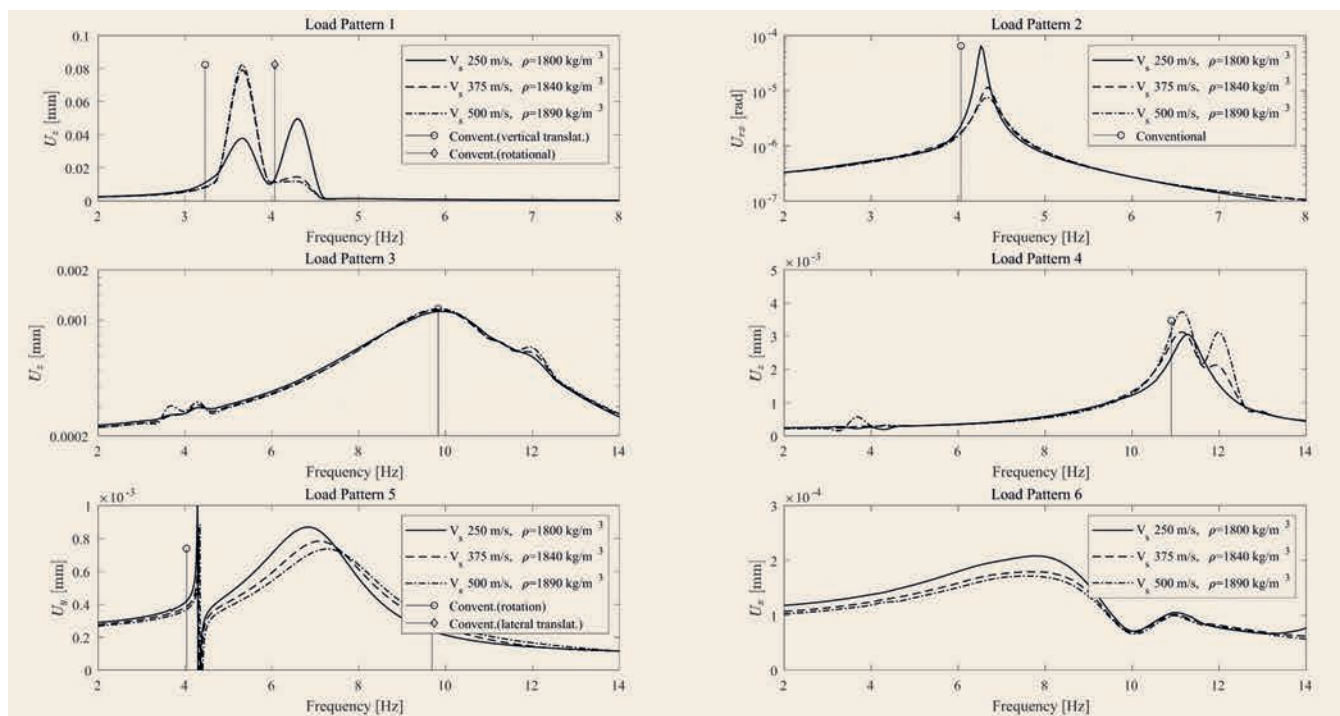 Load Pattern 1
0.1
0.08
0.06
0.04
0.02
0
U_z [mm]
V_s 250 m/s, ρ=1800 kg/m³
V_s 375 m/s, ρ=1840 kg/m³
V_s 500 m/s, ρ=1890 kg/m³
Convent.(vertical translat.)
Convent.(rotational)
2 3 4 5 6 7 8
Frequency [Hz]
Load Pattern 2
10⁻⁴
10⁻⁵
10⁻⁶
10⁻⁷
U_rx [rad]
V_s 250 m/s, ρ=1800 kg/m³
V_s 375 m/s, ρ=1840 kg/m³
V_s 500 m/s, ρ=1890 kg/m³
Conventional
2 3 4 5 6 7 8
Frequency [Hz]
Load Pattern 3
0.002
0.001
0.0002
U_z [mm]
2 4 6 8 10 12 14
Frequency [Hz]
Load Pattern 4
×10⁻³
5
4
3
2
1
0
U_z [mm]
2 4 6 8 10 12 14
Frequency [Hz]
Load Pattern 5
×10⁻³
1
0.8
0.6
0.4
0.2
0
U_y [mm]
V_s 250 m/s, ρ=1800 kg/m³
V_s 375 m/s, ρ=1840 kg/m³
V_s 500 m/s, ρ=1890 kg/m³
Convent.(rotation)
Convent.(lateral translat.)
2 4 6 8 10 12 14
Frequency [Hz]
Load Pattern 6
×10⁻⁴
3
2
1
0
U_x [mm]
V_s 250 m/s, ρ=1800 kg/m³
V_s 375 m/s, ρ=1840 kg/m³
V_s 500 m/s, ρ=1890 kg/m³
2 4 6 8 10 12 14
Frequency [Hz]